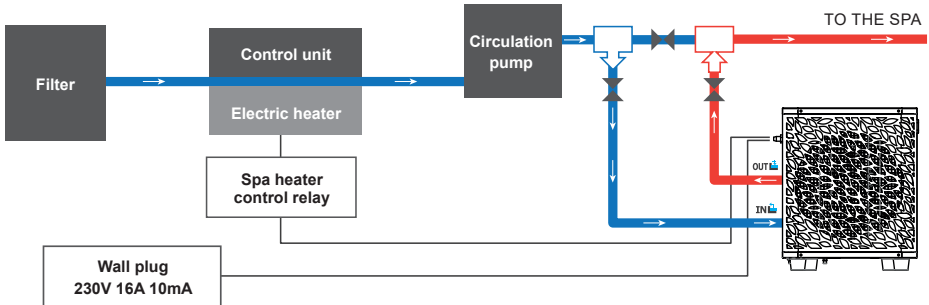 TO THE SPA
Circulation
pump
Control unit
Filter
Electric heater
Spa heater
control relay
OUT
IN
Wall plug
230V 16A 10mA